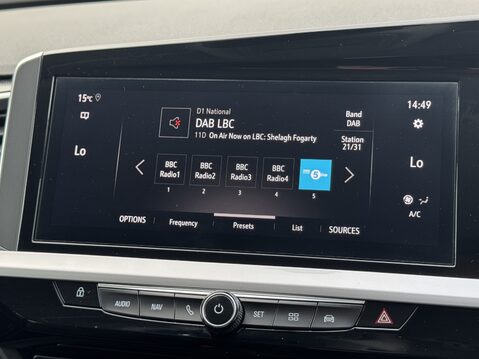 15°C
14:49
D1 National
DAB LBC
11D On Air Now on LBC: Shelagh Fogarty
Band
DAB
Station
21/31
Lo
Lo
BBC
Radio1
BBC
Radio2
BBC
Radio3
BBC
Radio4
5
1
2
3
4
5
A/C
OPTIONS
Frequency
Presets
List
SOURCES
AUDIO
NAV
SET